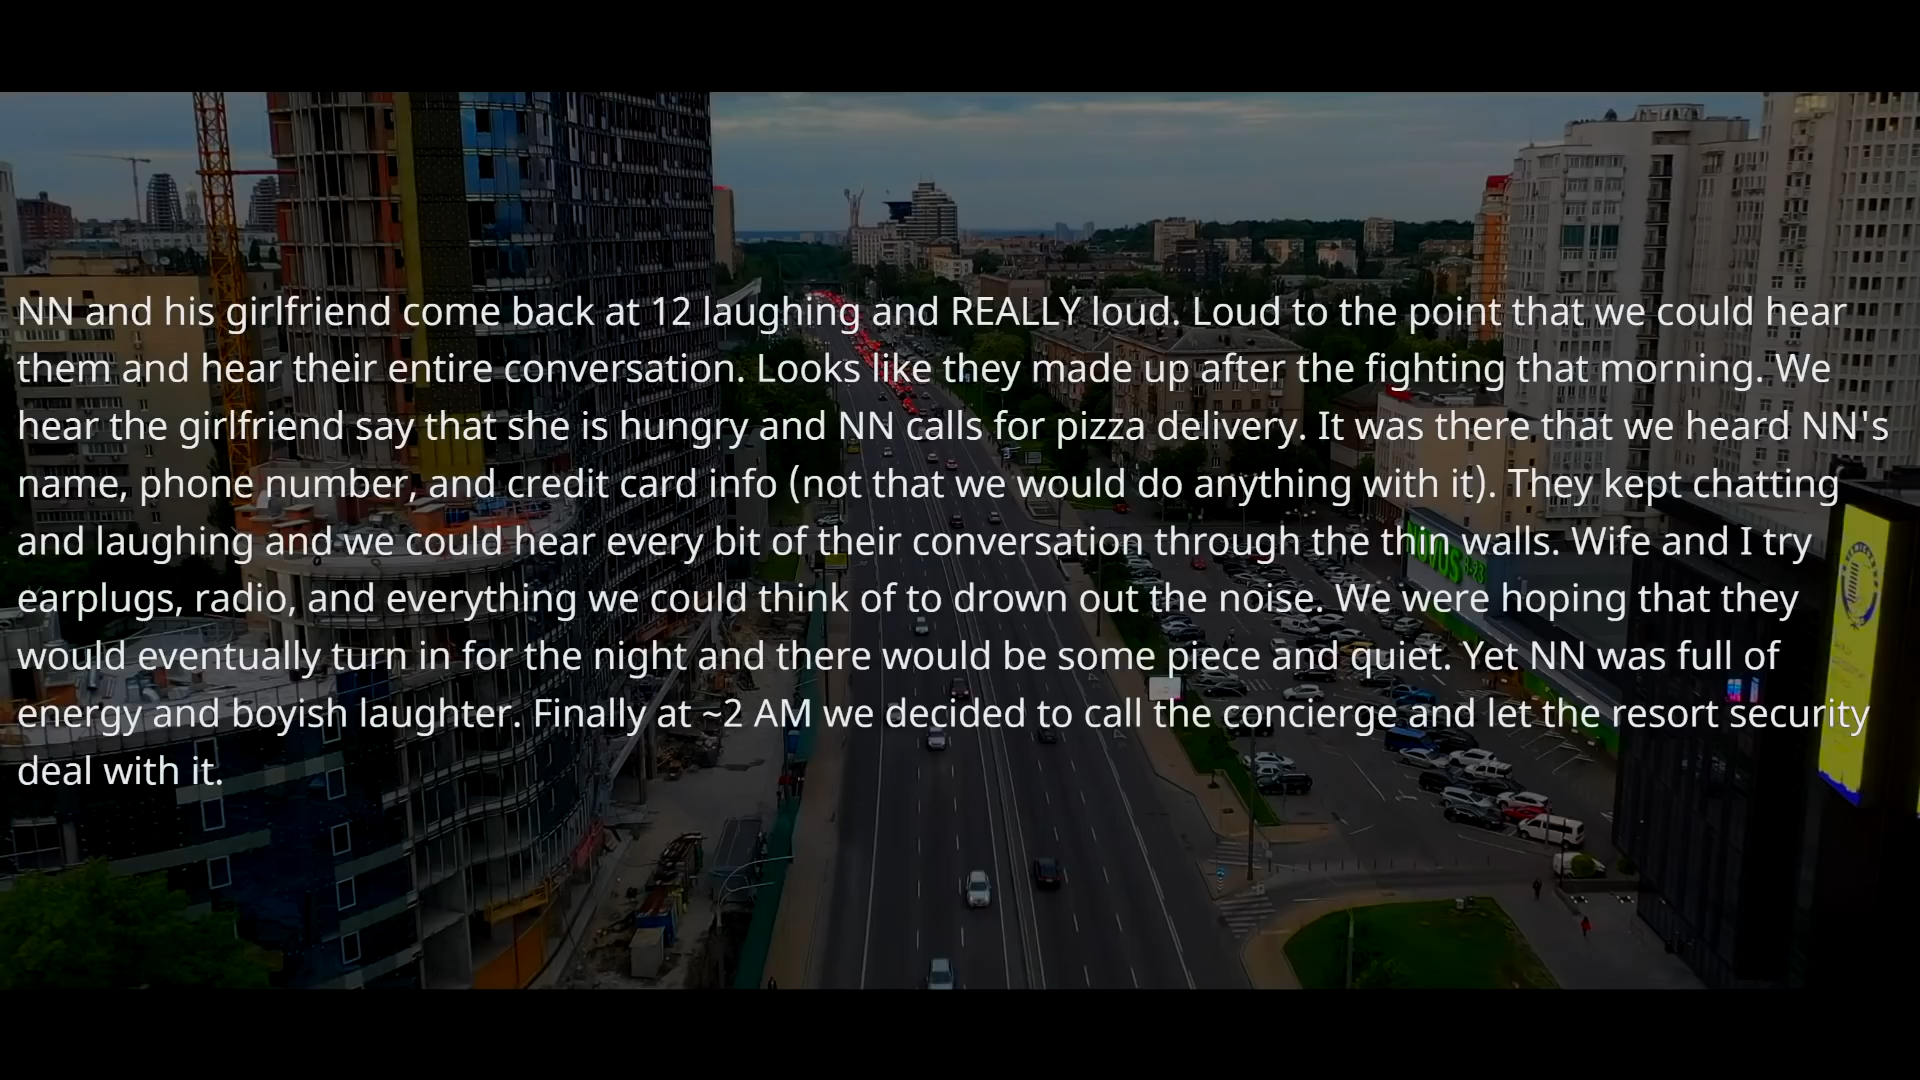 NN and his girlfriend come back at 12 laughing and REALLY loud. Loud to the point that we could hear
them and hear their entire conversation. Looks like they made up after the fighting that morning. We
hear the girlfriend say that she is hungry and NN calls for pizza delivery. It was there that we heard NN's
name, phone number, and credit card info (not that we would do anything with it). They kept chatting
and laughing and we could hear every bit of their conversation through the thin walls. Wife and I try
earplugs, radio, and everything we could think of to drown out the noise. We were hoping that they
would eventually turn in for the night and there would be some piece and quiet. Yet NN was full of
energy and boyish laughter. Finally at ~2 AM we decided to call the concierge and let the resort security
deal with it.
NOVUS